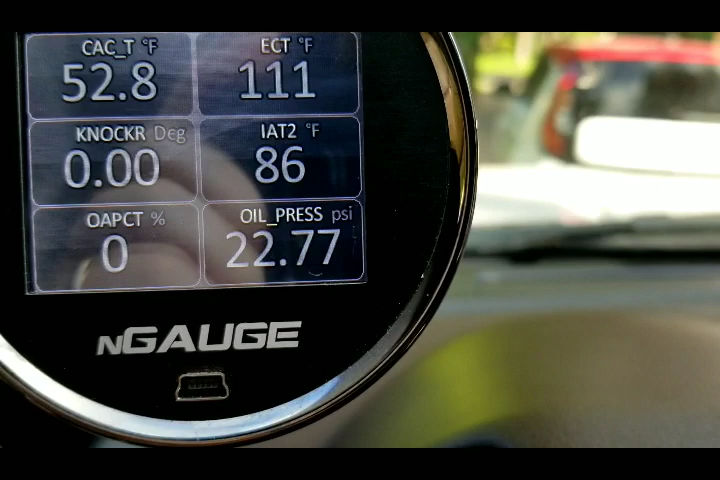 CAC_T °F ECT °F
52.8 111
KNOCKR Deg IAT2 °F
0.00 86
OAPCT % OIL_PRESS psi
0 22.77
nGAUGE